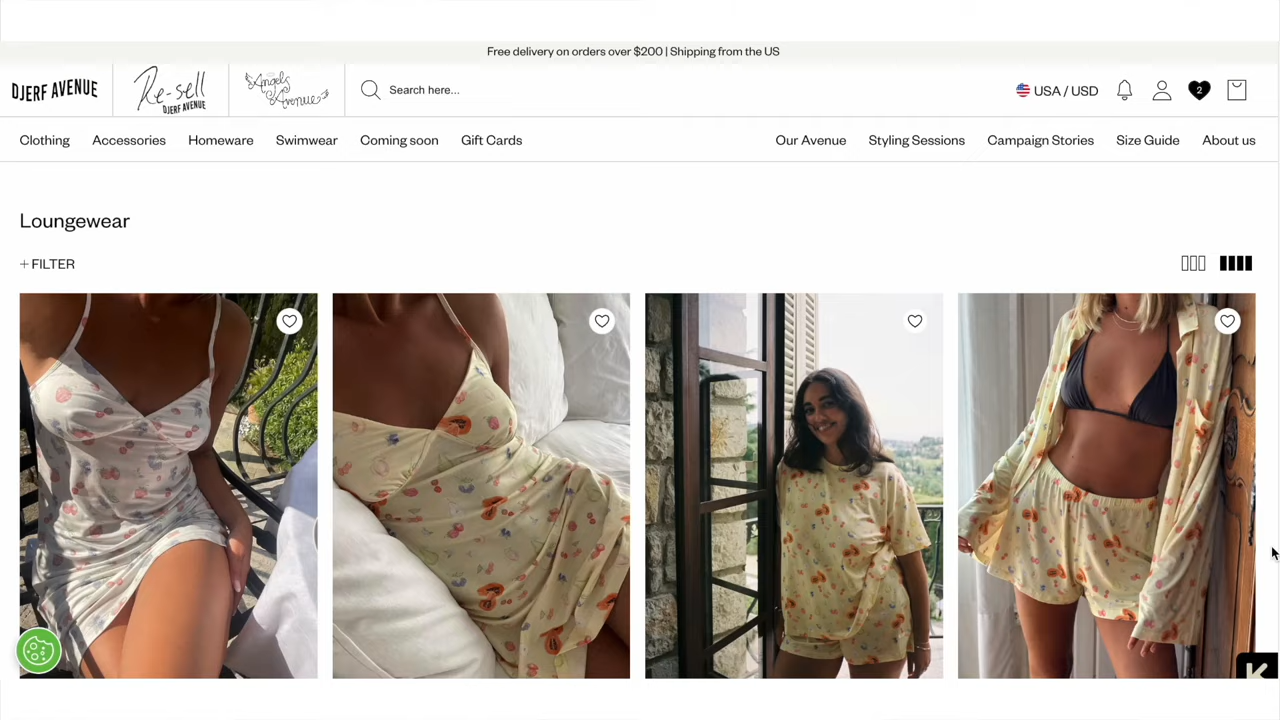 Free delivery on orders over $200 | Shipping from the US
DJERF AVENUE
Re-sell
DJERF AVENUE
Angels
Avenue
Search here...
USA / USD
2
Clothing Accessories Homeware Swimwear Coming soon Gift Cards
Our Avenue Styling Sessions Campaign Stories Size Guide About us
Loungewear
+ FILTER
K